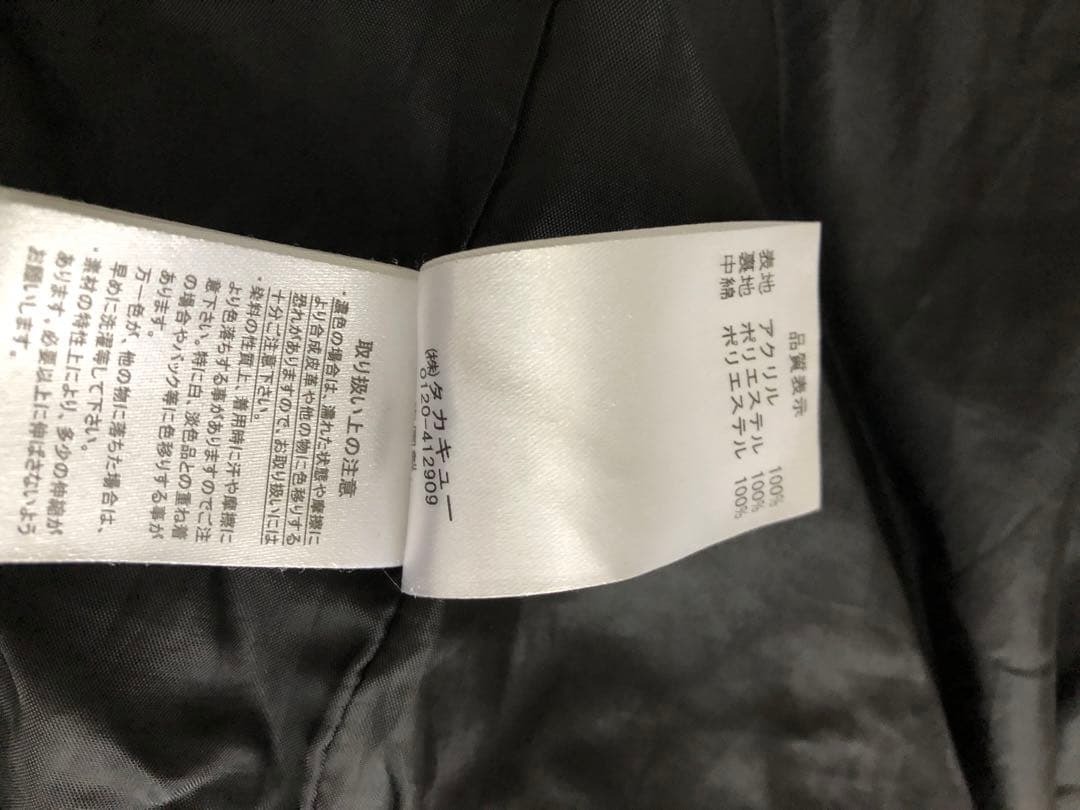 品質表示
表地 アクリル 100%
裏地 ポリエステル 100%
中綿 ポリエステル 100%
(株)タカキュー
0120-412909
取り扱い上の注意
・濃色の場合は、濡れた状態や摩擦に
より合成皮革や他の物に色移りする
恐れがありますので、お取り扱いには
十分ご注意下さい。
・染料の性質上、着用時に汗や摩擦に
より色落ちする事がありますのでご注
意下さい。特に白、淡色品との重ね着
の場合やバック等に色移りする事が
あります。
万一色が、他の物に落ちた場合は、
早めに洗濯等して下さい。
・素材の特性上により、多少の伸縮が
あります。必要以上に伸ばさないよう
お願いします。